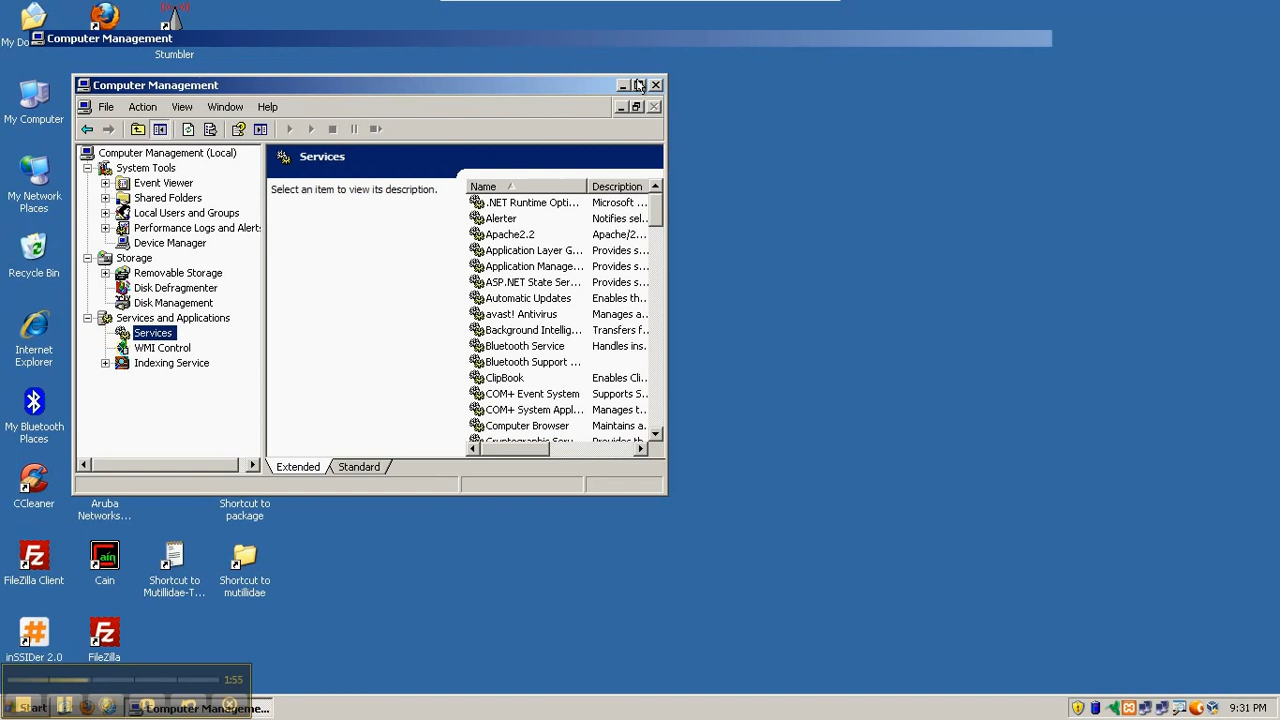 My Do
Stumbler
Computer Management
My Computer
My Network
Places
Recycle Bin
Internet
Explorer
My Bluetooth
Places
CCleaner
FileZilla Client
inSSIDer 2.0
Aruba
Networks...
Cain
FileZilla
Shortcut to
Mutillidae-T...
Shortcut to
package
Shortcut to
mutillidae
Computer Management
File Action View Window Help
Computer Management (Local)
System Tools
Event Viewer
Shared Folders
Local Users and Groups
Performance Logs and Alert:
Device Manager
Storage
Removable Storage
Disk Defragmenter
Disk Management
Services and Applications
Services
WMI Control
Indexing Service
Services
Select an item to view its description.
Name Description
.NET Runtime Opti... Microsoft ...
Alerter Notifies sel...
Apache2.2 Apache/2...
Application Layer G... Provides s...
Application Manage... Provides s...
ASP.NET State Ser... Provides s...
Automatic Updates Enables th...
avast! Antivirus Manages a...
Background Intellig... Transfers f...
Bluetooth Service Handles ins...
Bluetooth Support ...
ClipBook Enables Cli...
COM+ Event System Supports S...
COM+ System Appl... Manages t...
Computer Browser Maintains a...
Extended Standard
1:55
Start Computer Manageme... 9:31 PM